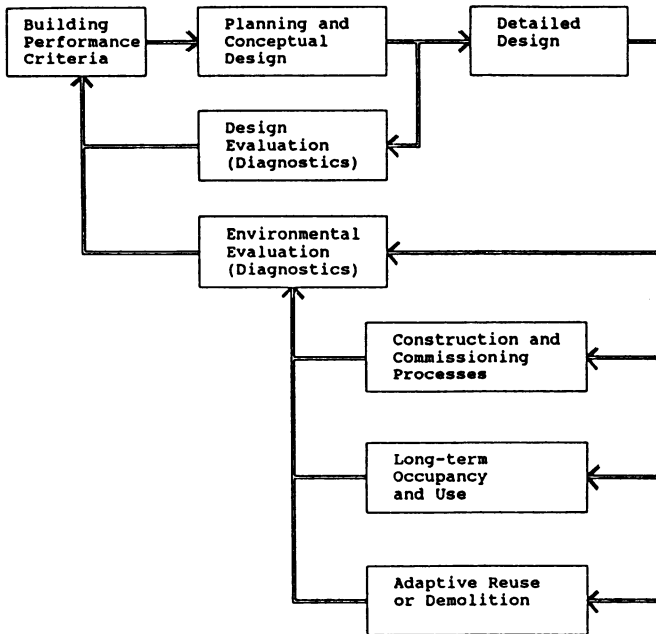 Building
Performance
Criteria
Planning and
Conceptual
Design
Detailed
Design
Design
Evaluation
(Diagnostics)
Environmental
Evaluation
(Diagnostics)
Construction and
Commissioning
Processes
Long-term
Occupancy
and Use
Adaptive Reuse
or Demolition